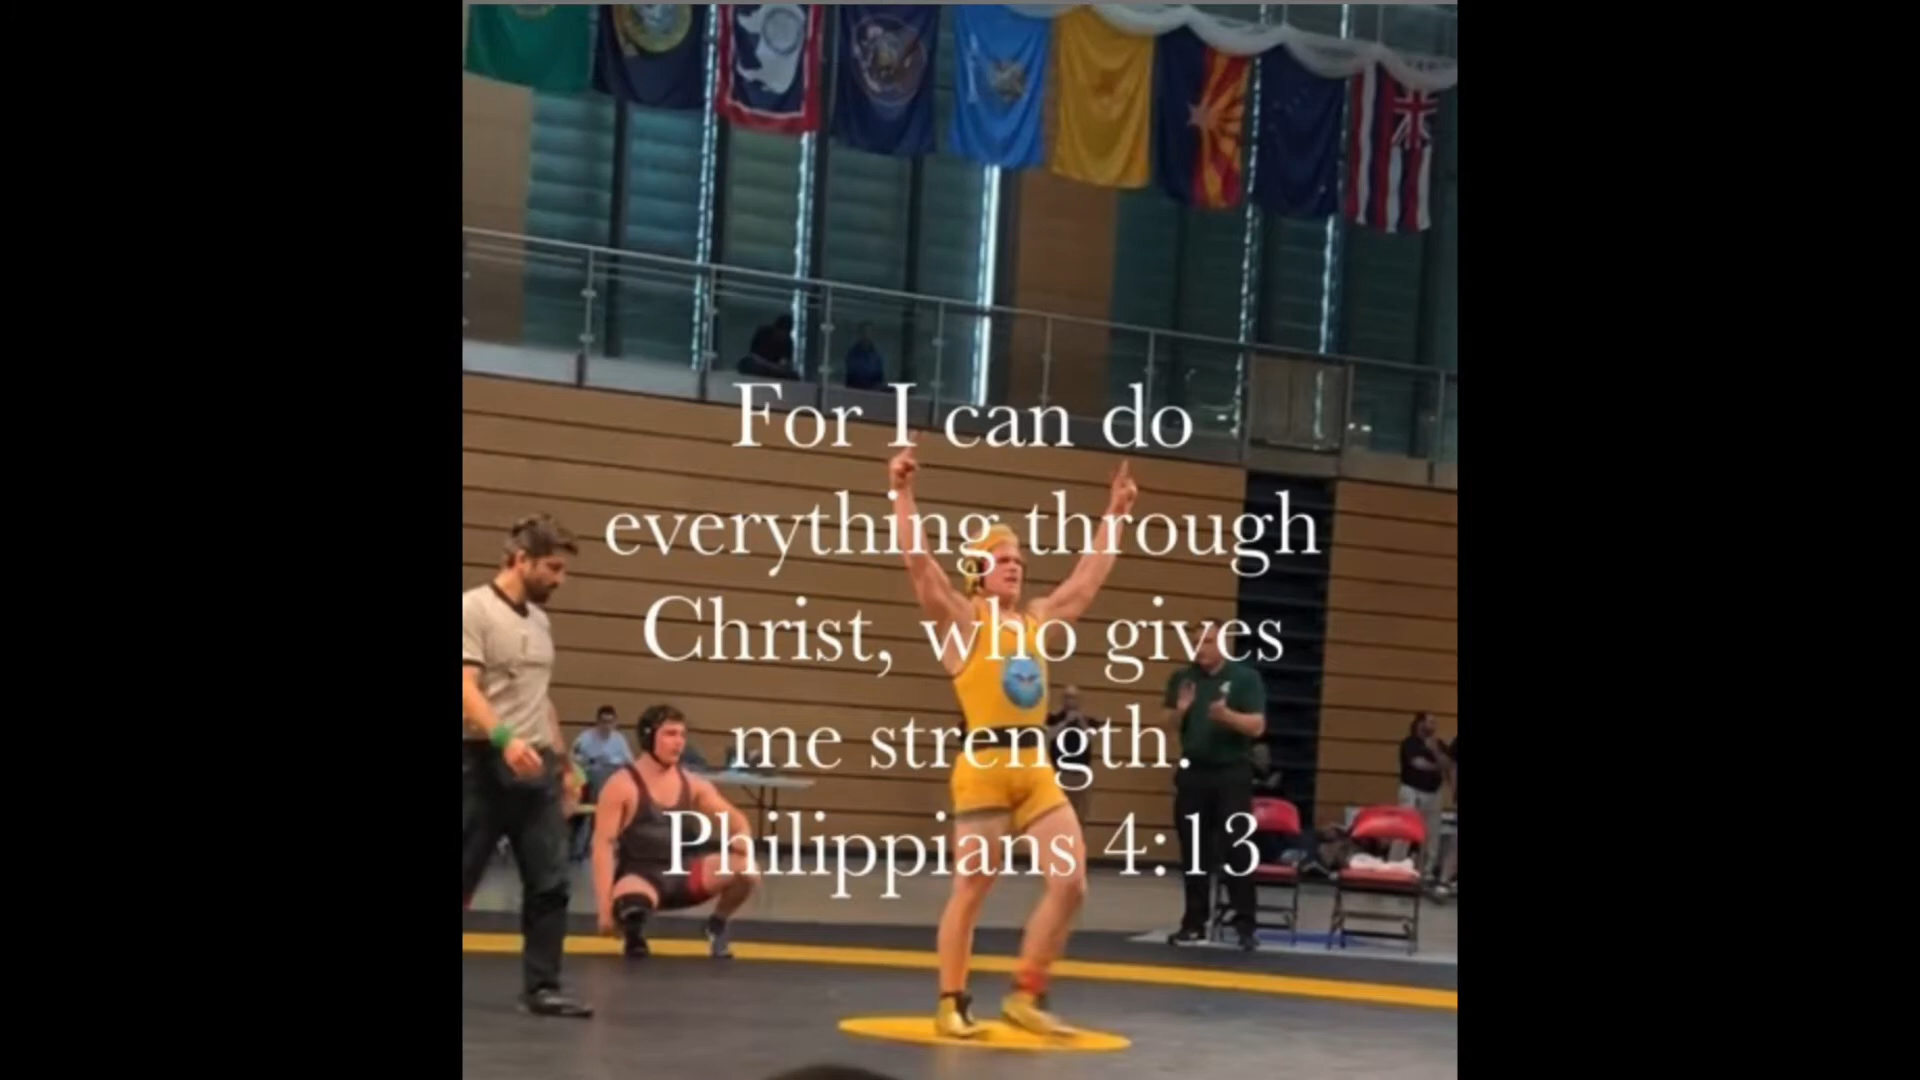 For I can do
everything through
Christ, who gives
me strength.
Philippians 4:13